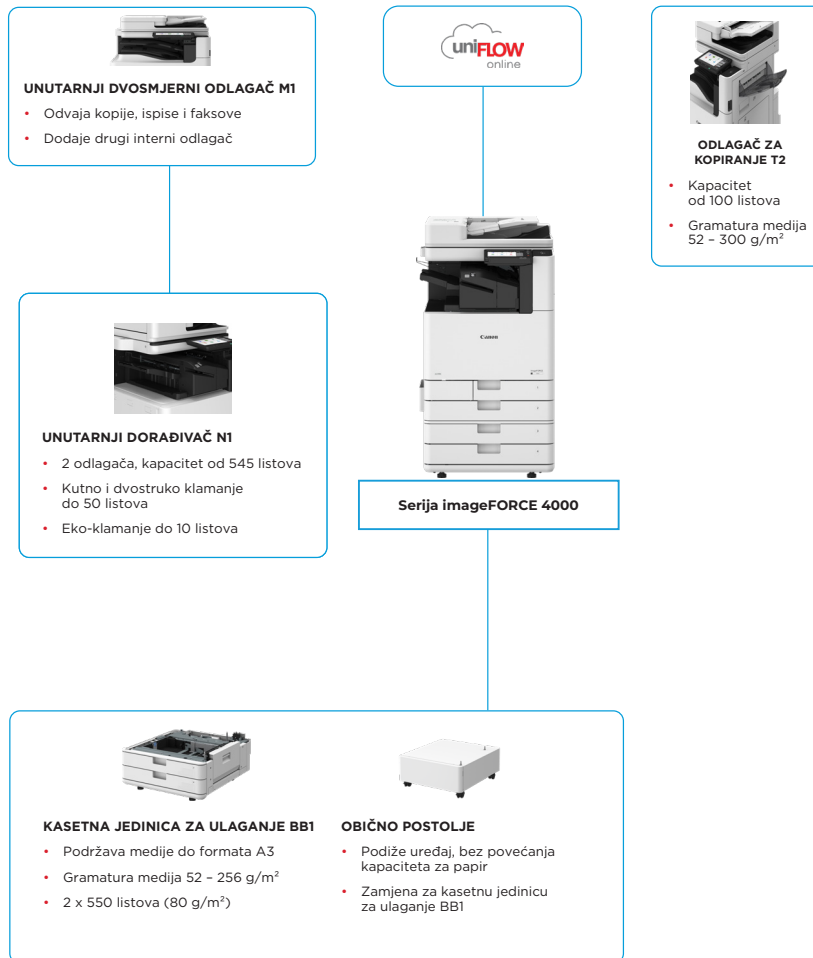 UNUTARNJI DVOSMJERNI ODLAGAČ M1
• Odvaja kopije, ispise i faksove
• Dodaje drugi interni odlagač
uniFLOW
online
ODLAGAČ ZA
KOPIRANJE T2
• Kapacitet
od 100 listova
• Gramatura medija
52 – 300 g/m²
UNUTARNJI DORAĐIVAČ N1
• 2 odlagača, kapacitet od 545 listova
• Kutno i dvostruko klamanje
do 50 listova
• Eko-klamanje do 10 listova
Canon
Serija imageFORCE 4000
KASETNA JEDINICA ZA ULAGANJE BB1
• Podržava medije do formata A3
• Gramatura medija 52 – 256 g/m²
• 2 x 550 listova (80 g/m²)
OBIČNO POSTOLJE
• Podiže uređaj, bez povećanja
kapaciteta za papir
• Zamjena za kasetnu jedinicu
za ulaganje BB1